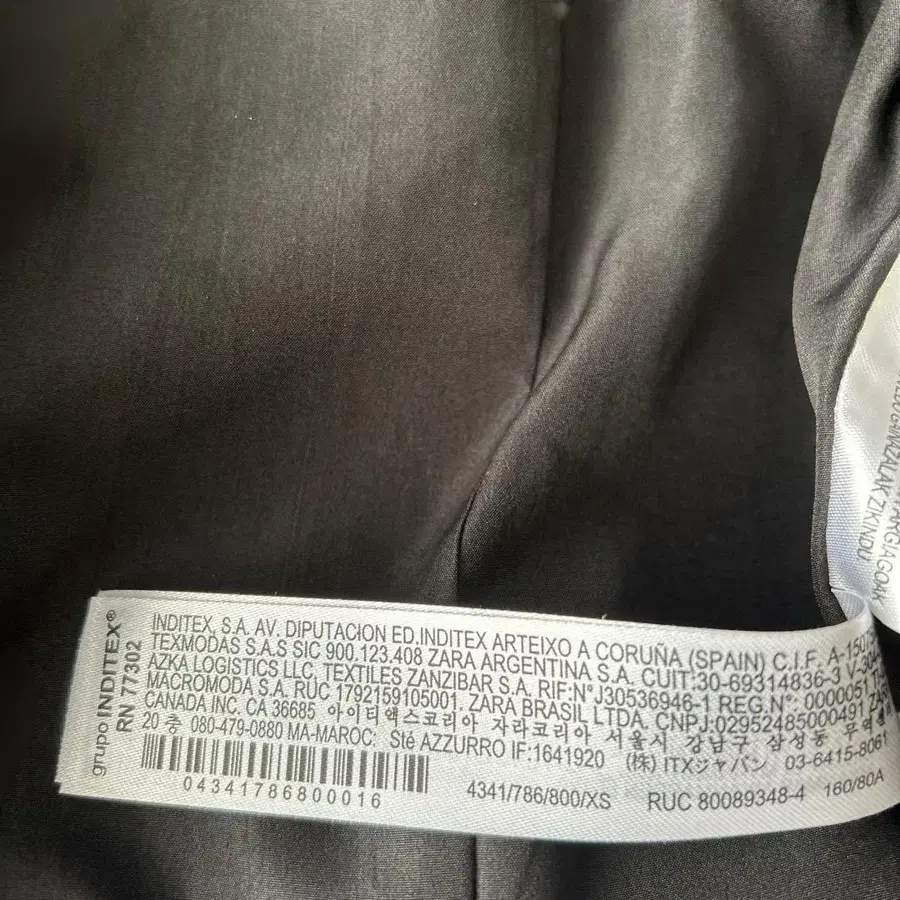 grupo INDITEX®
RN 77302
INDITEX, S.A. AV. DIPUTACION ED.INDITEX ARTEIXO A CORUÑA (SPAIN) C.I.F.
TEXMODAS S.A.S SIC 900.123.408 ZARA ARGENTINA S.A. CUIT:30-69314836-3
AZKA LOGISTICS LLC, TEXTILES ZANZIBAR S.A. RIF:N°J30536946-1 REG.N° 0000051
MACROMODA S.A. RUC 1792159105001. ZARA BRASIL LTDA. CNPJ:02952485000491
CANADA INC. CA 36685 아이티엑스코리아 자라코리아 서울시 강남구 삼성동
20 층 080-479-0880 MA-MAROC: Sté AZZURRO IF:1641920 (株) ITXジャパン 03-6415-8061
04341786800016
4341/786/800/XS RUC 80089348-4 160/80A